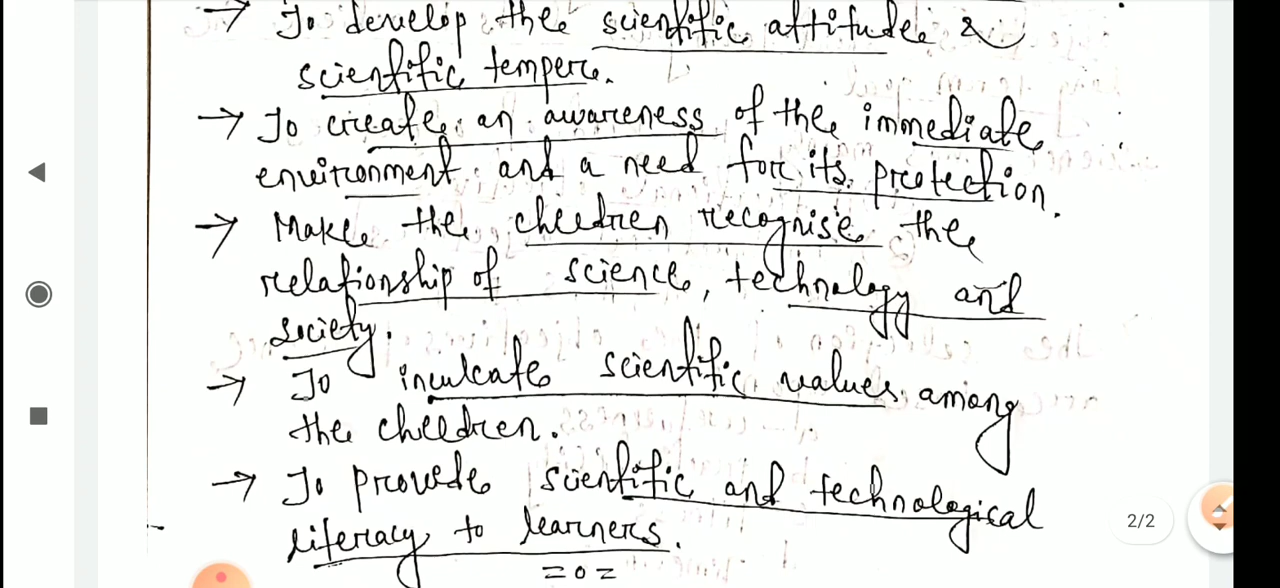 → To develop the scientific attitude &
scientific temper.
→ To create an awareness of the immediate
environment and a need for its protection.
→ Make the children recognise the
relationship of science, technology and
society.
→ To inculcate scientific values among
the children.
→ To provide scientific and technological
literacy to learners.
=0=
2/2